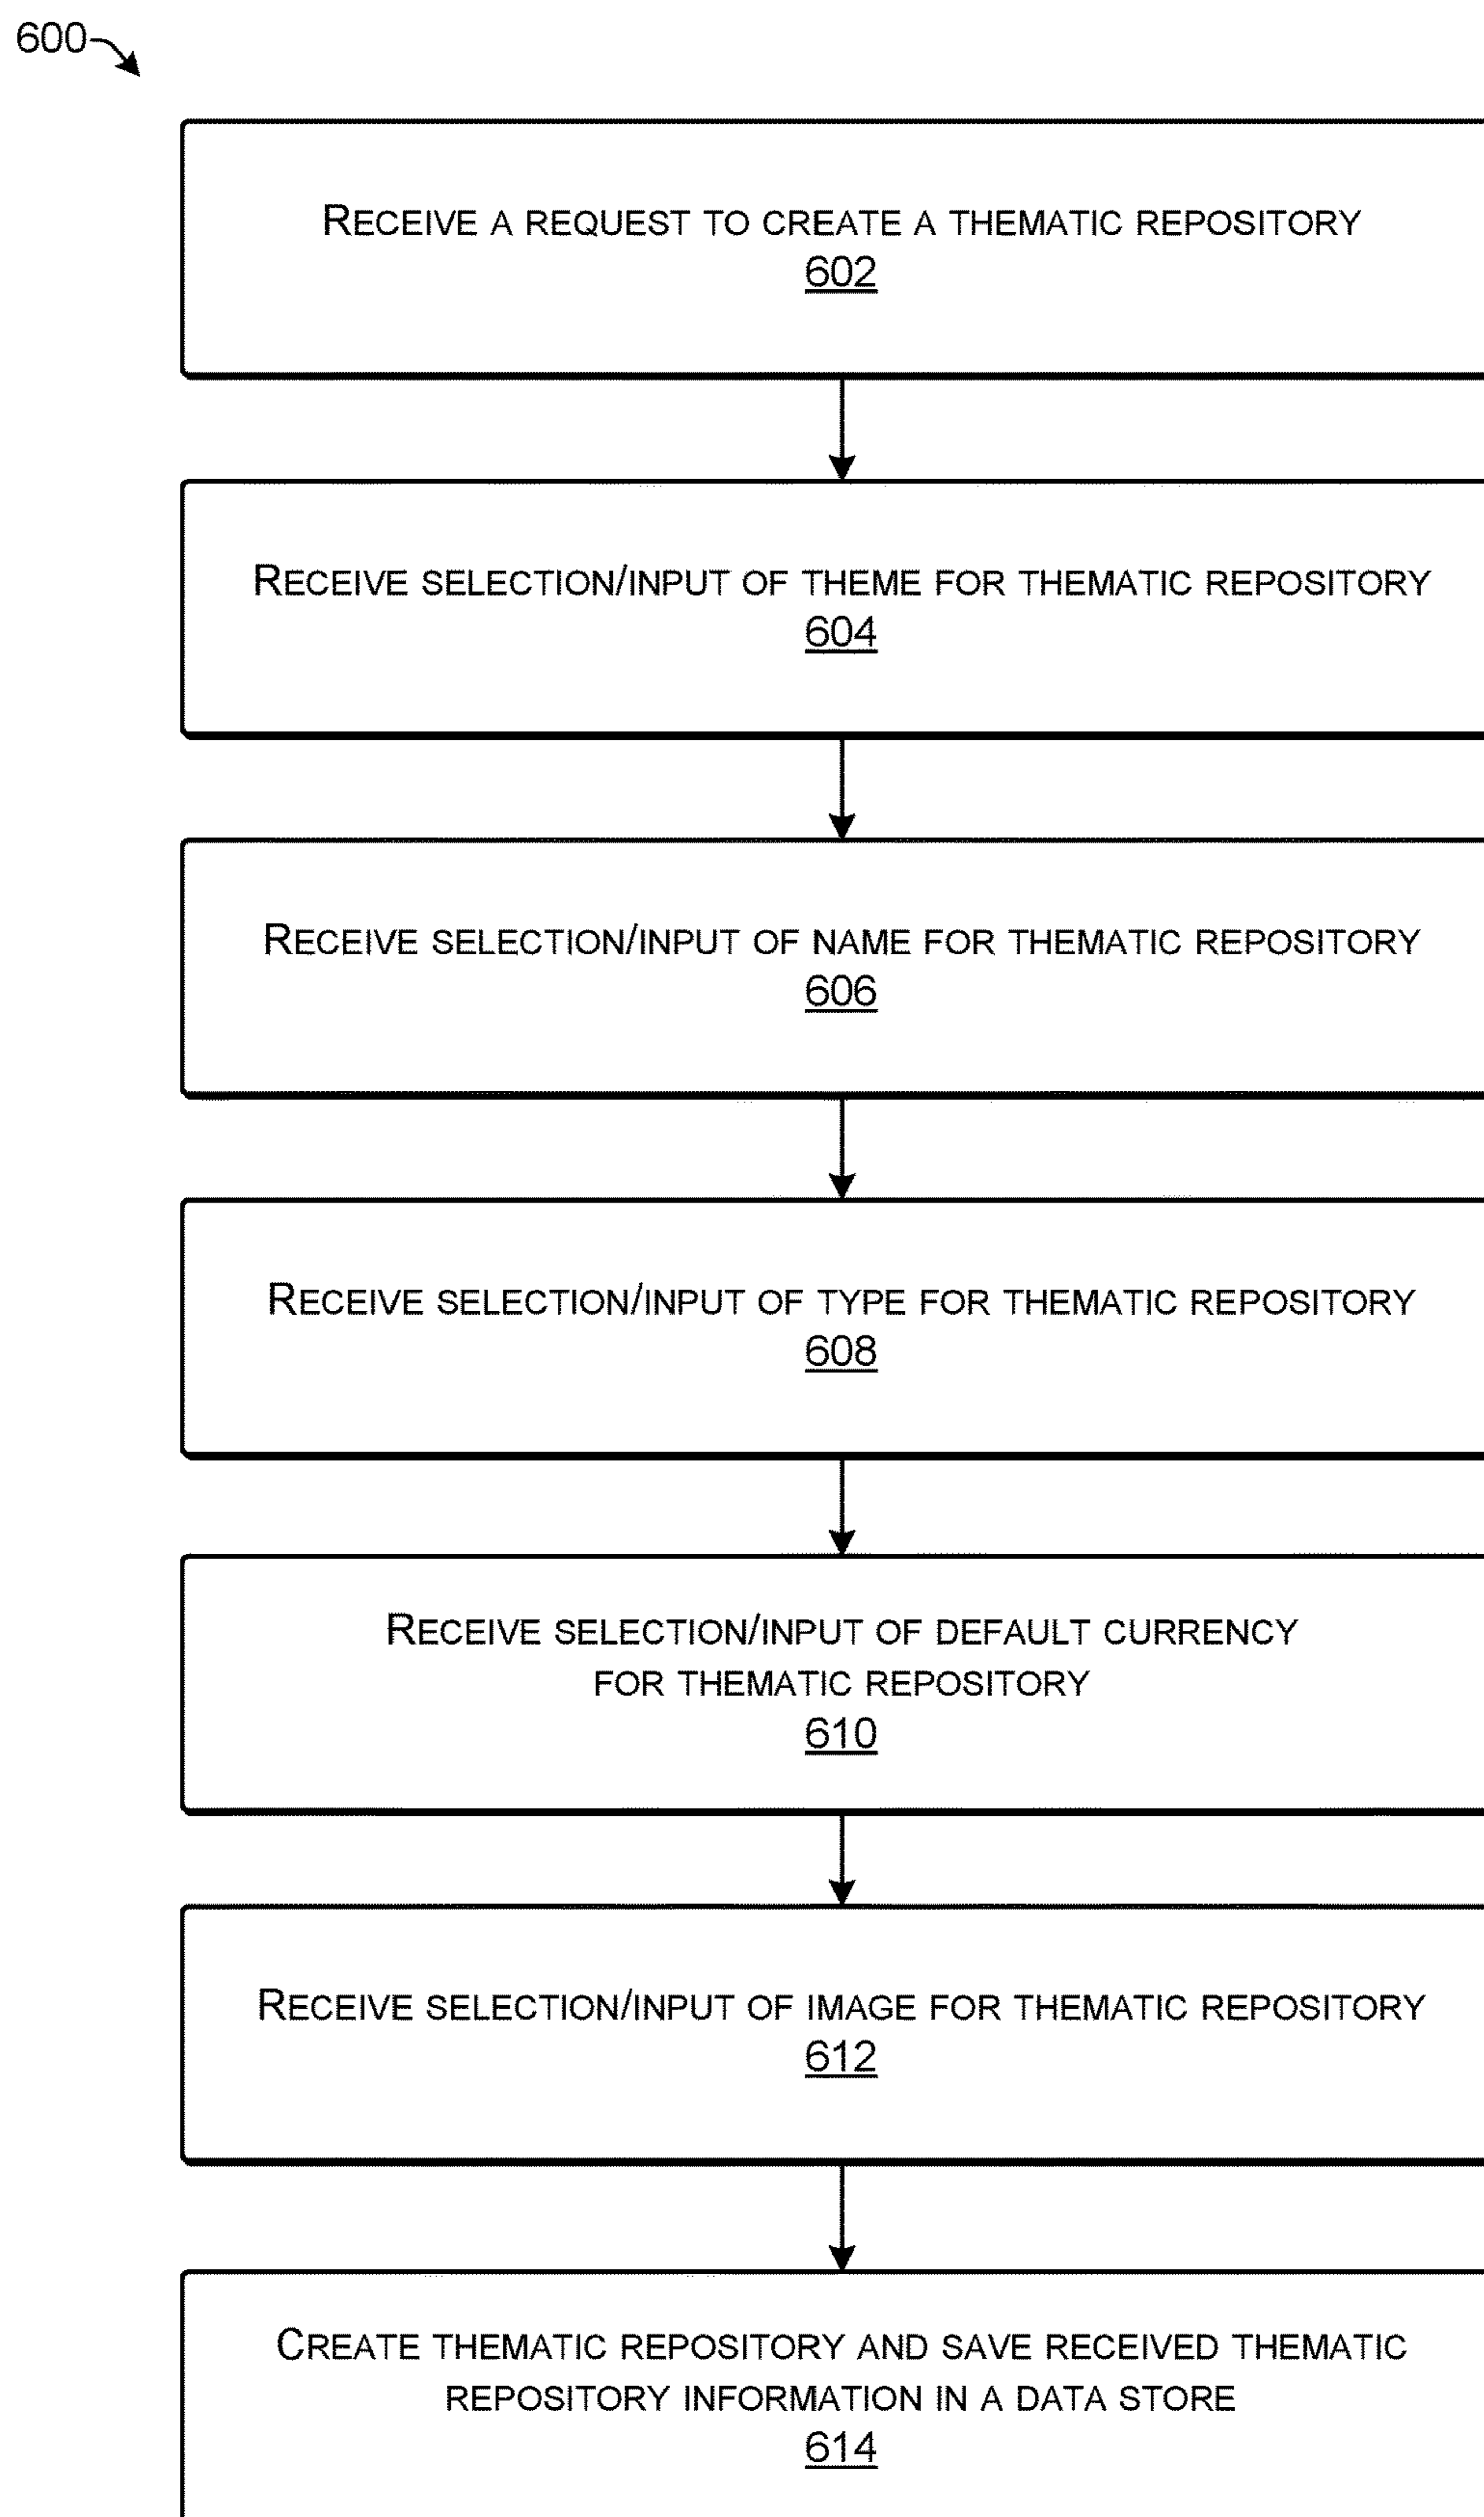 600
RECEIVE A REQUEST TO CREATE A THEMATIC REPOSITORY
602
RECEIVE SELECTION/INPUT OF THEME FOR THEMATIC REPOSITORY
604
RECEIVE SELECTION/INPUT OF NAME FOR THEMATIC REPOSITORY
606
RECEIVE SELECTION/INPUT OF TYPE FOR THEMATIC REPOSITORY
608
RECEIVE SELECTION/INPUT OF DEFAULT CURRENCY
FOR THEMATIC REPOSITORY
610
RECEIVE SELECTION/INPUT OF IMAGE FOR THEMATIC REPOSITORY
612
CREATE THEMATIC REPOSITORY AND SAVE RECEIVED THEMATIC
REPOSITORY INFORMATION IN A DATA STORE
614